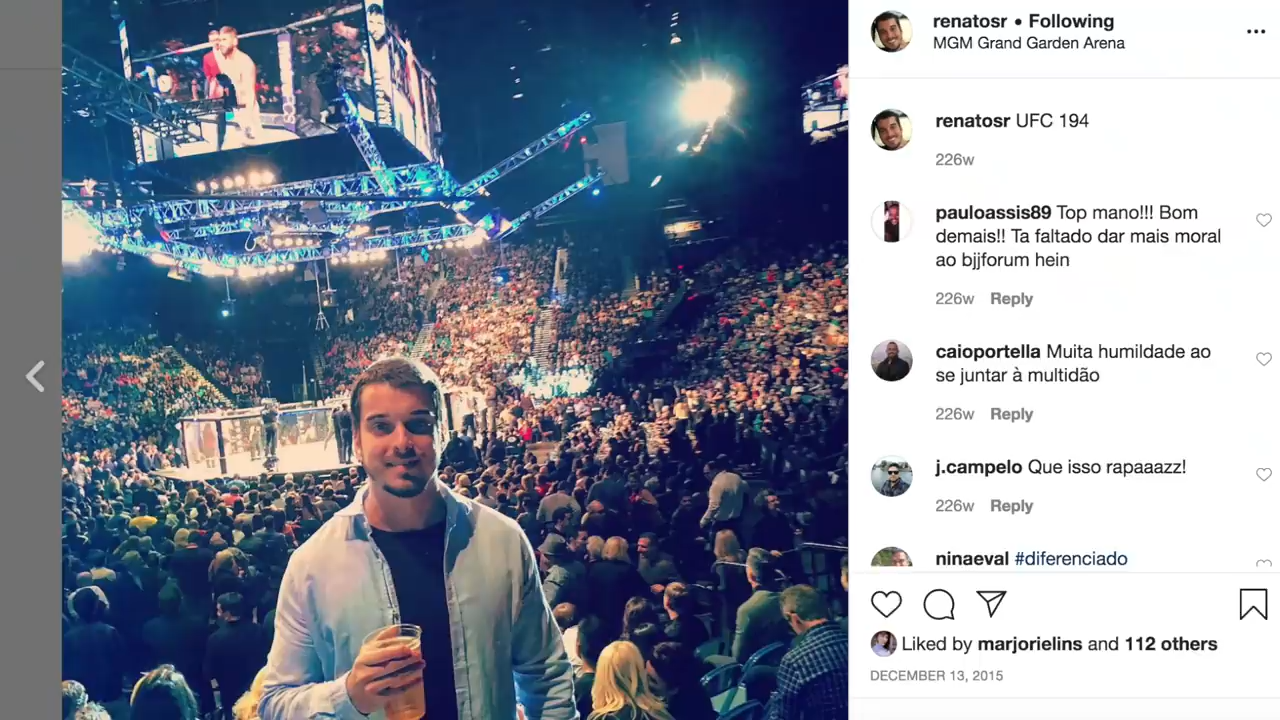 renatosr • Following
MGM Grand Garden Arena
renatosr UFC 194
226w
pauloassis89 Top mano!!! Bom
demais!! Ta faltado dar mais moral
ao bjjforum hein
226w Reply
caioportella Muita humildade ao
se juntar à multidão
226w Reply
j.campelo Que isso rapaaazz!
226w Reply
ninaeval #diferenciado
Liked by marjorielins and 112 others
DECEMBER 13, 2015